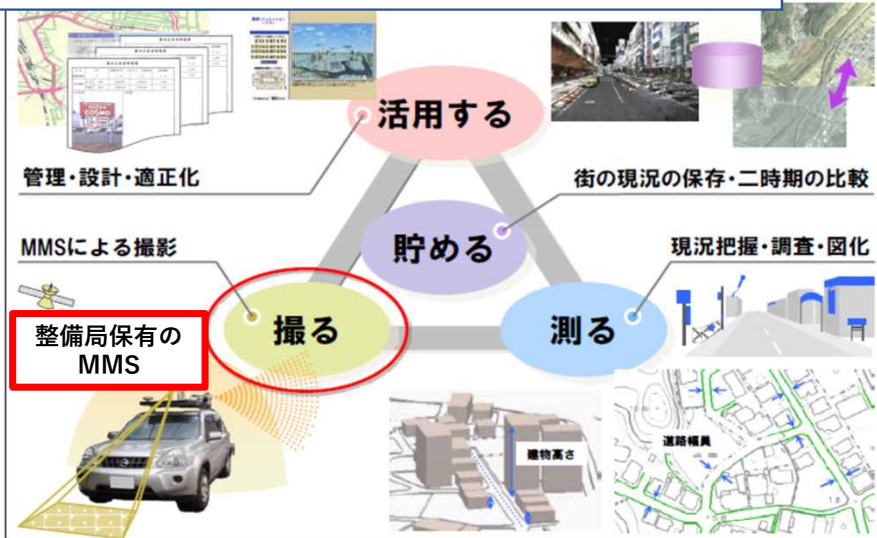 活用する
管理・設計・適正化
街の現況の保存・二時期の比較
貯める
MMSによる撮影
現況把握・調査・図化
撮る
測る
整備局保有の
MMS
建物高さ
道路幅員
COSMO